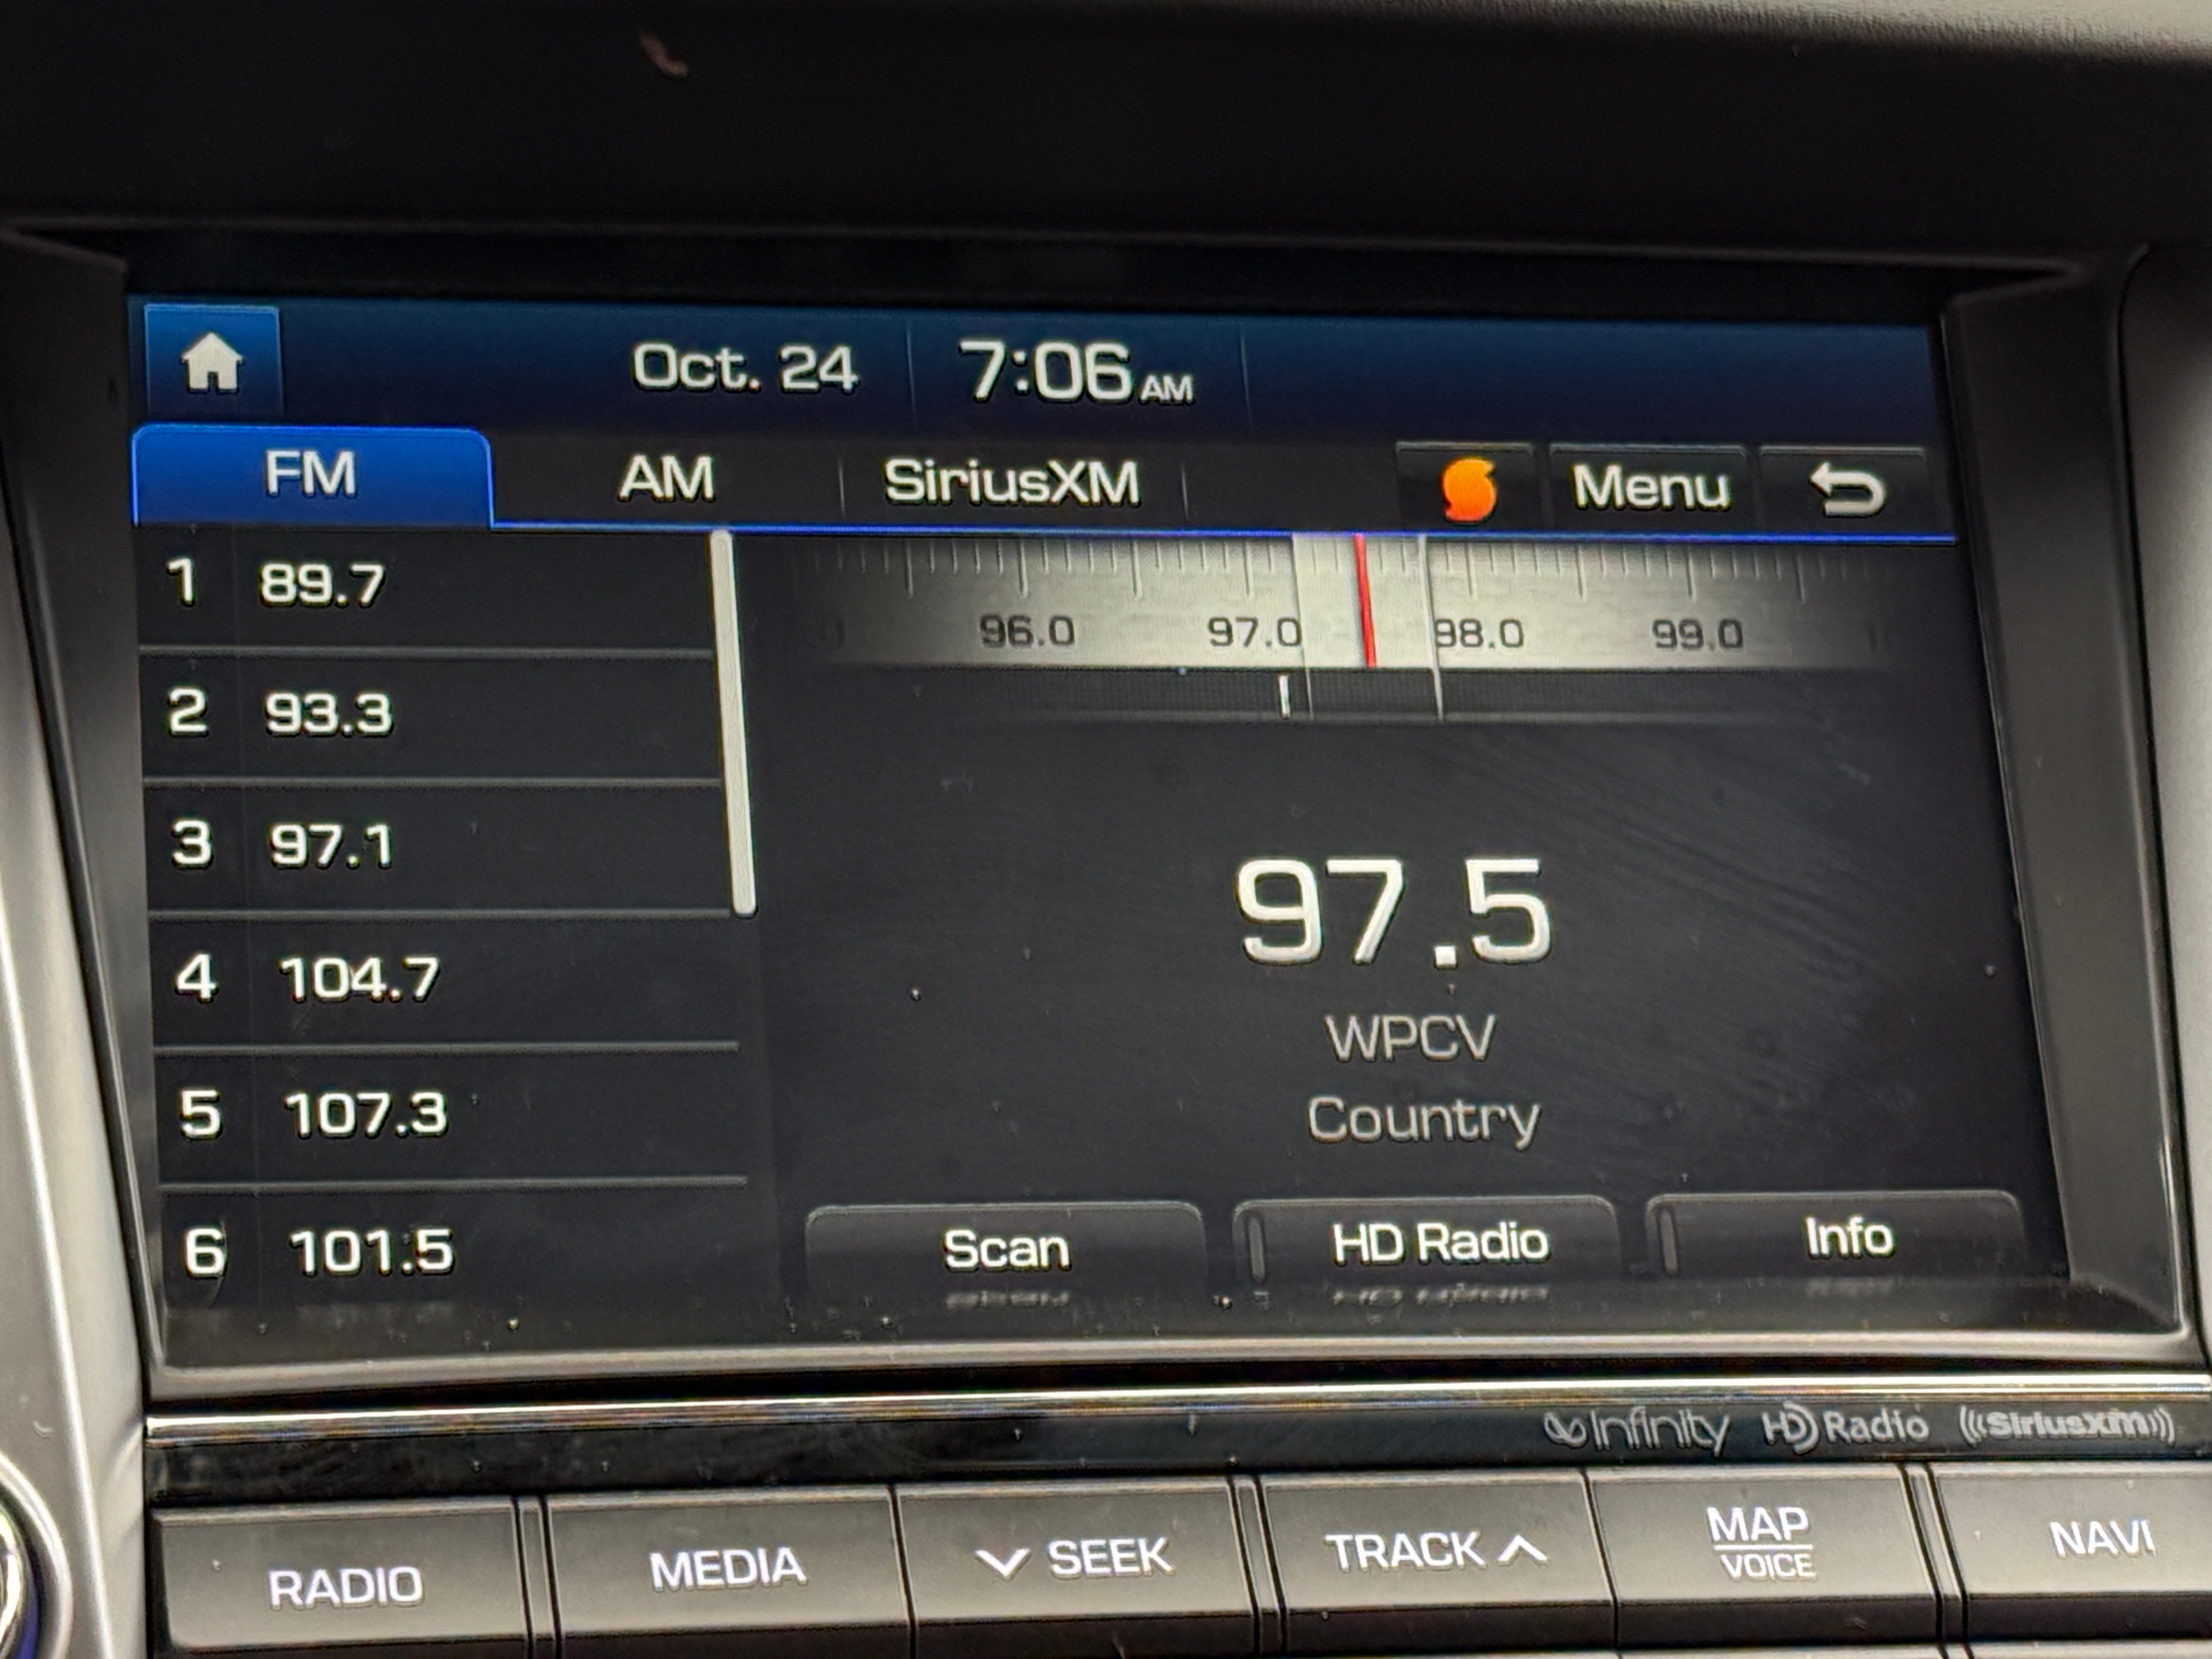 Oct. 24 7:06 AM
FM AM SiriusXM Menu
1 89.7
2 93.3
3 97.1
4 104.7
5 107.3
6 101.5
96.0 97.0 98.0 99.0
97.5
WPCV
Country
Scan HD Radio Info
Infinity HD Radio SiriusXM
RADIO MEDIA SEEK TRACK MAP VOICE NAVI